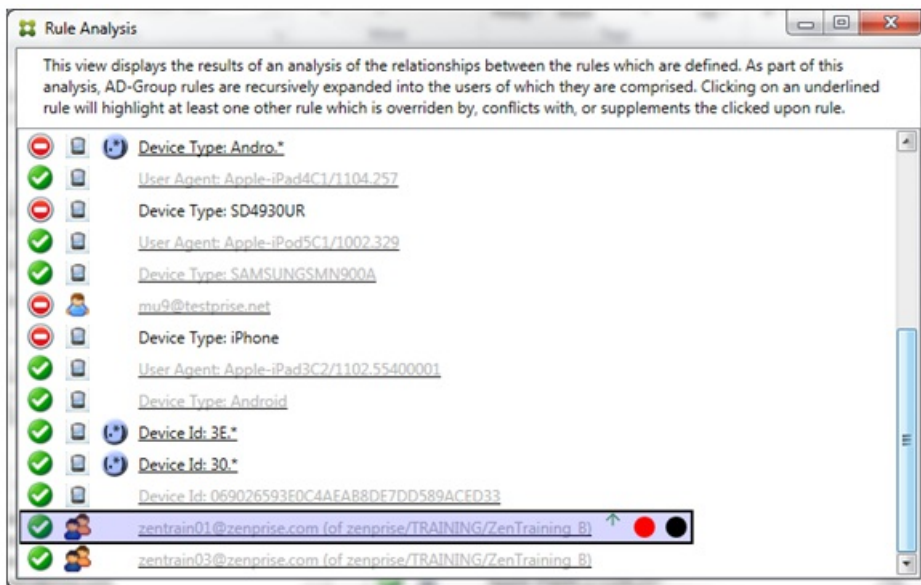 Rule Analysis
This view displays the results of an analysis of the relationships between the rules which are defined. As part of this
analysis, AD-Group rules are recursively expanded into the users of which they are comprised. Clicking on an underlined
rule will highlight at least one other rule which is overriden by, conflicts with, or supplements the clicked upon rule.
(.*) Device Type: Andro.*
User Agent: Apple-iPad4C1/1104.257
Device Type: SD4930UR
User Agent: Apple-iPod5C1/1002.329
Device Type: SAMSUNGSMN900A
mu9@testprise.net
Device Type: iPhone
User Agent: Apple-iPad3C2/1102.55400001
Device Type: Android
(.*) Device Id: 3E.*
(.*) Device Id: 30.*
Device Id: 069026593E0C4AEAB8DE7DD589ACED33
zentrain01@zenprise.com (of zenprise/TRAINING/ZenTraining_B)
zentrain03@zenprise.com (of zenprise/TRAINING/ZenTraining_B)